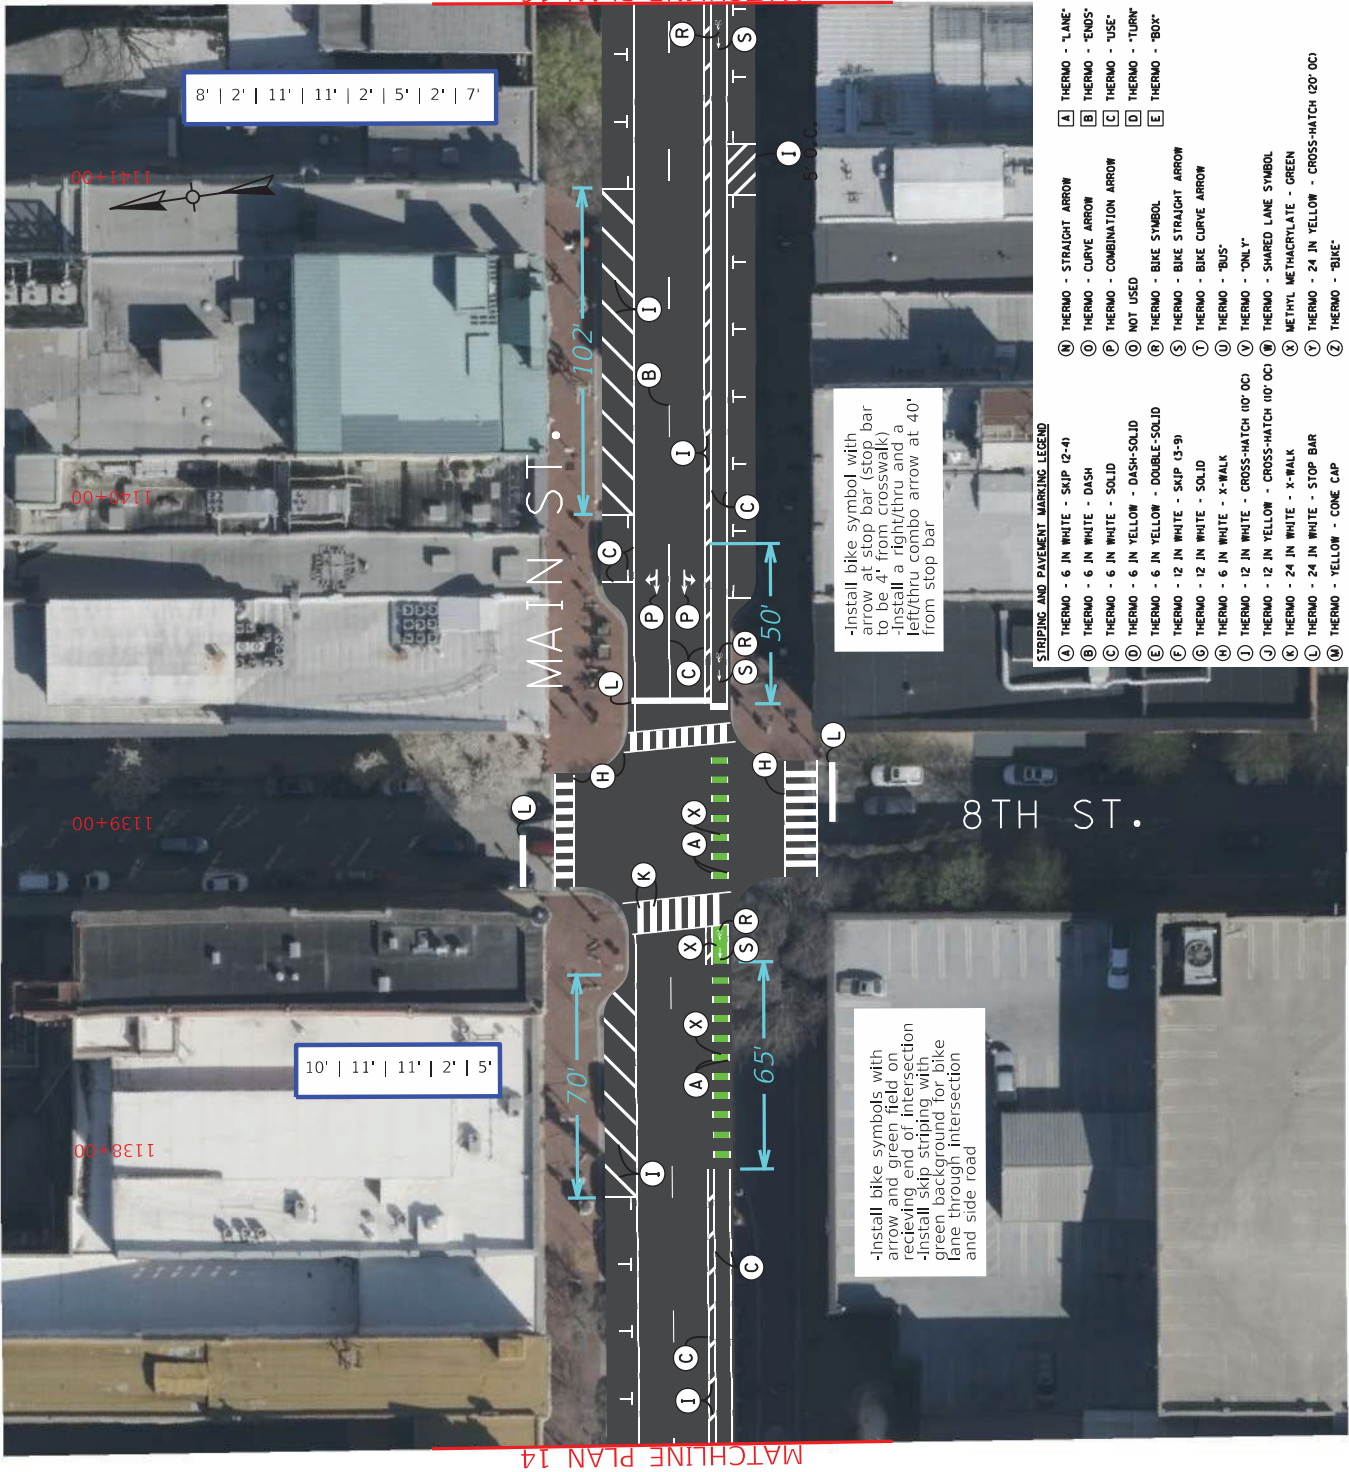 8' | 2' | 11' | 11' | 2' | 5' | 2' | 7'
1141+00
1140+00
1139+00
1138+00
MAIN ST.
8TH ST.
102'
50'
70'
65'
10' | 11' | 11' | 2' | 5'
R
S
I
5' O.C.
I
B
I
C
C
P
P
C
R
S
L
H
H
L
L
X
A
K
X
R
S
X
A
I
C
C
I
-Install bike symbol with
arrow at stop bar (stop bar
to be 4' from crosswalk)
-Install a right/thru and a
left/thru combo arrow at 40'
from stop bar
-Install bike symbols with
arrow and green field on
recieving end of intersection
-Install skip striping with
green background for bike
lane through intersection
and side road
STRIPING AND PAVEMENT MARKING LEGEND
A THERMO - 6 IN WHITE - SKIP (2-4)
B THERMO - 6 IN WHITE - DASH
C THERMO - 6 IN WHITE - SOLID
D THERMO - 6 IN YELLOW - DASH-SOLID
E THERMO - 6 IN YELLOW - DOUBLE-SOLID
F THERMO - 12 IN WHITE - SKIP (3-9)
G THERMO - 12 IN WHITE - SOLID
H THERMO - 6 IN WHITE - X-WALK
I THERMO - 12 IN WHITE - CROSS-HATCH (10' OC)
J THERMO - 12 IN YELLOW - CROSS-HATCH (10' OC)
K THERMO - 24 IN WHITE - X-WALK
L THERMO - 24 IN WHITE - STOP BAR
M THERMO - YELLOW - CONE CAP
N THERMO - STRAIGHT ARROW
O THERMO - CURVE ARROW
P THERMO - COMBINATION ARROW
Q NOT USED
R THERMO - BIKE SYMBOL
S THERMO - BIKE STRAIGHT ARROW
T THERMO - BIKE CURVE ARROW
U THERMO - "BUS"
V THERMO - "ONLY"
W THERMO - SHARED LANE SYMBOL
X METHYL METHACRYLATE - GREEN
Y THERMO - 24 IN YELLOW - CROSS-HATCH (20' OC)
Z THERMO - "BIKE"
A THERMO - "LANE"
B THERMO - "ENDS"
C THERMO - "USE"
D THERMO - "TURN"
E THERMO - "BOX"
MATCHLINE PLAN 14